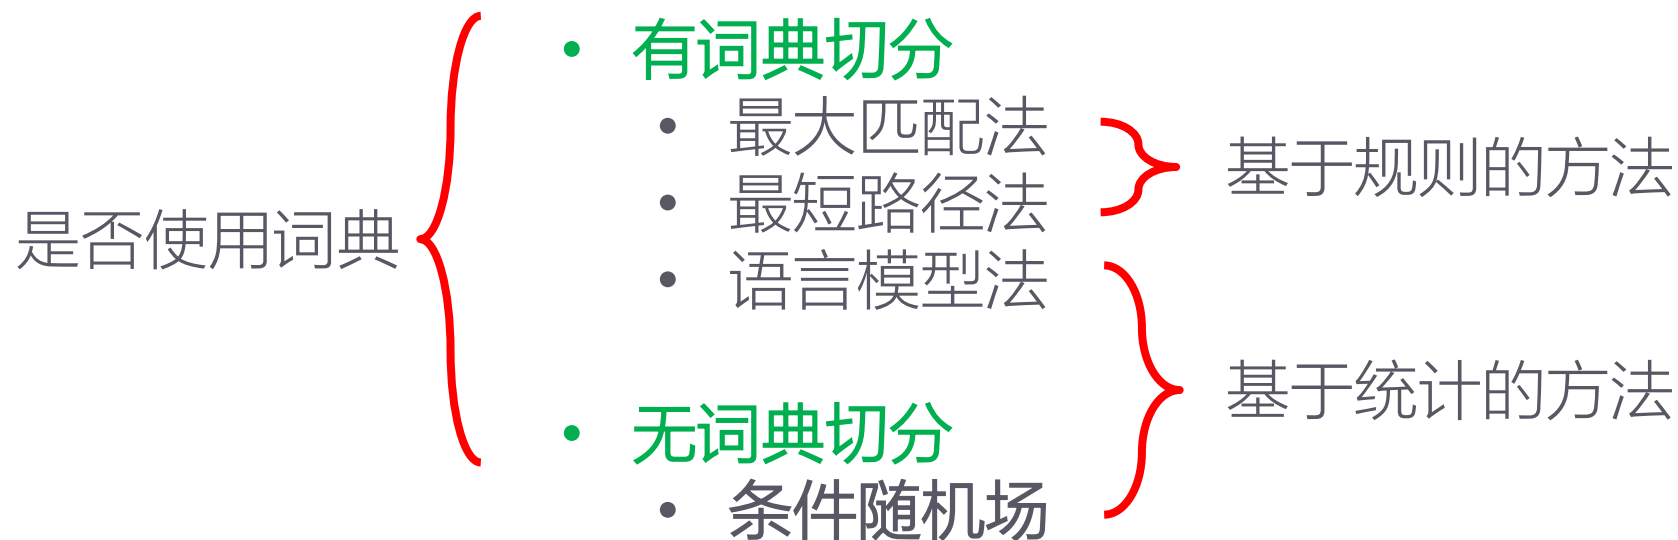 是否使用词典
有词典切分
最大匹配法
最短路径法
语言模型法
无词典切分
条件随机场
基于规则的方法
基于统计的方法